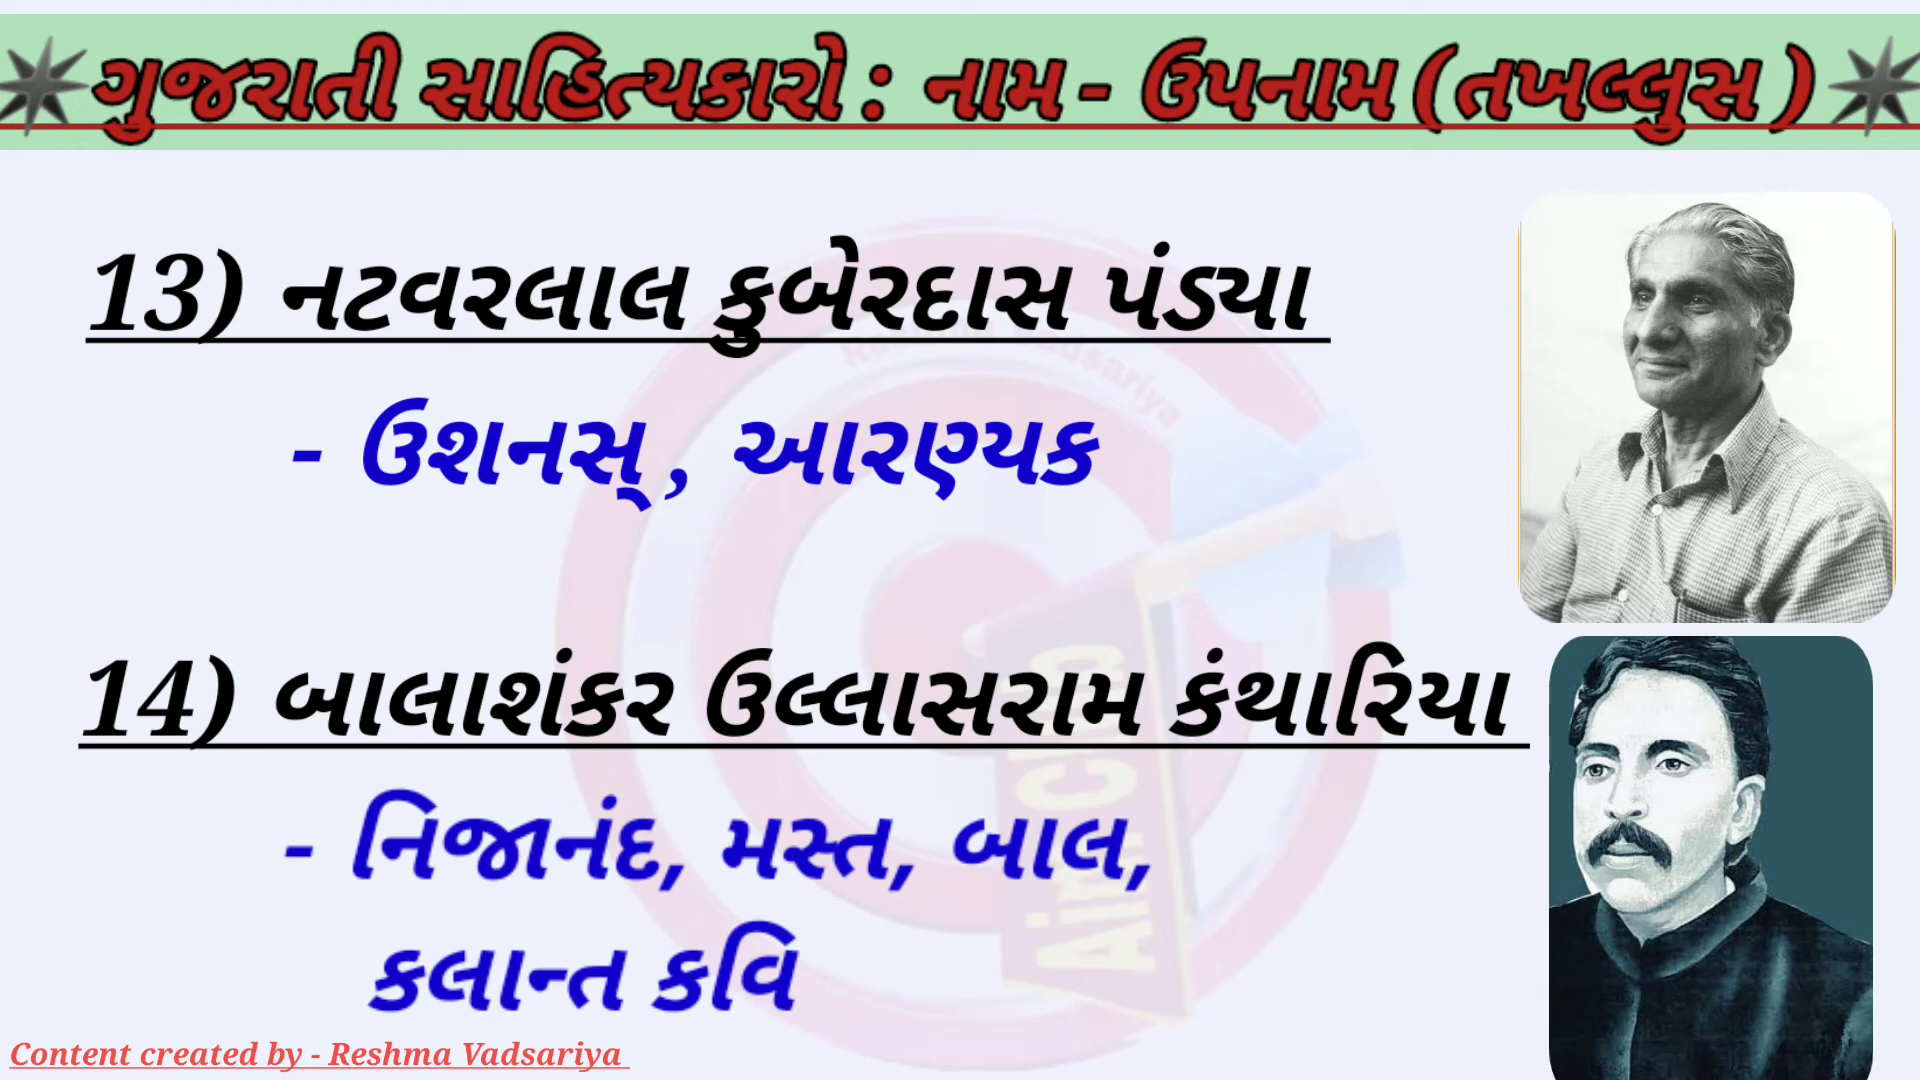 ગુજરાતી સાહિત્યકારો : નામ - ઉપનામ ( તખલ્લુસ )
13) નટવરલાલ કુબેરદાસ પંડ્યા
- ઉશનસ્ , આરણ્યક
14) બાલાશંકર ઉલ્લાસરામ કંથારિયા
- નિજાનંદ, મસ્ત, બાલ,
કલાન્ત કવિ
Content created by - Reshma Vadsariya